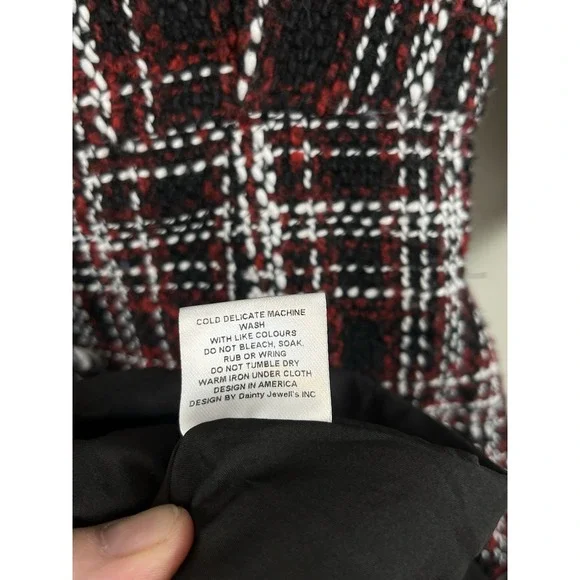 COLD DELICATE MACHINE
WASH
WITH LIKE COLOURS
DO NOT BLEACH, SOAK,
RUB OR WRING
DO NOT TUMBLE DRY
WARM IRON UNDER CLOTH
DESIGN IN AMERICA
DESIGN BY Dainty Jewell's.INC